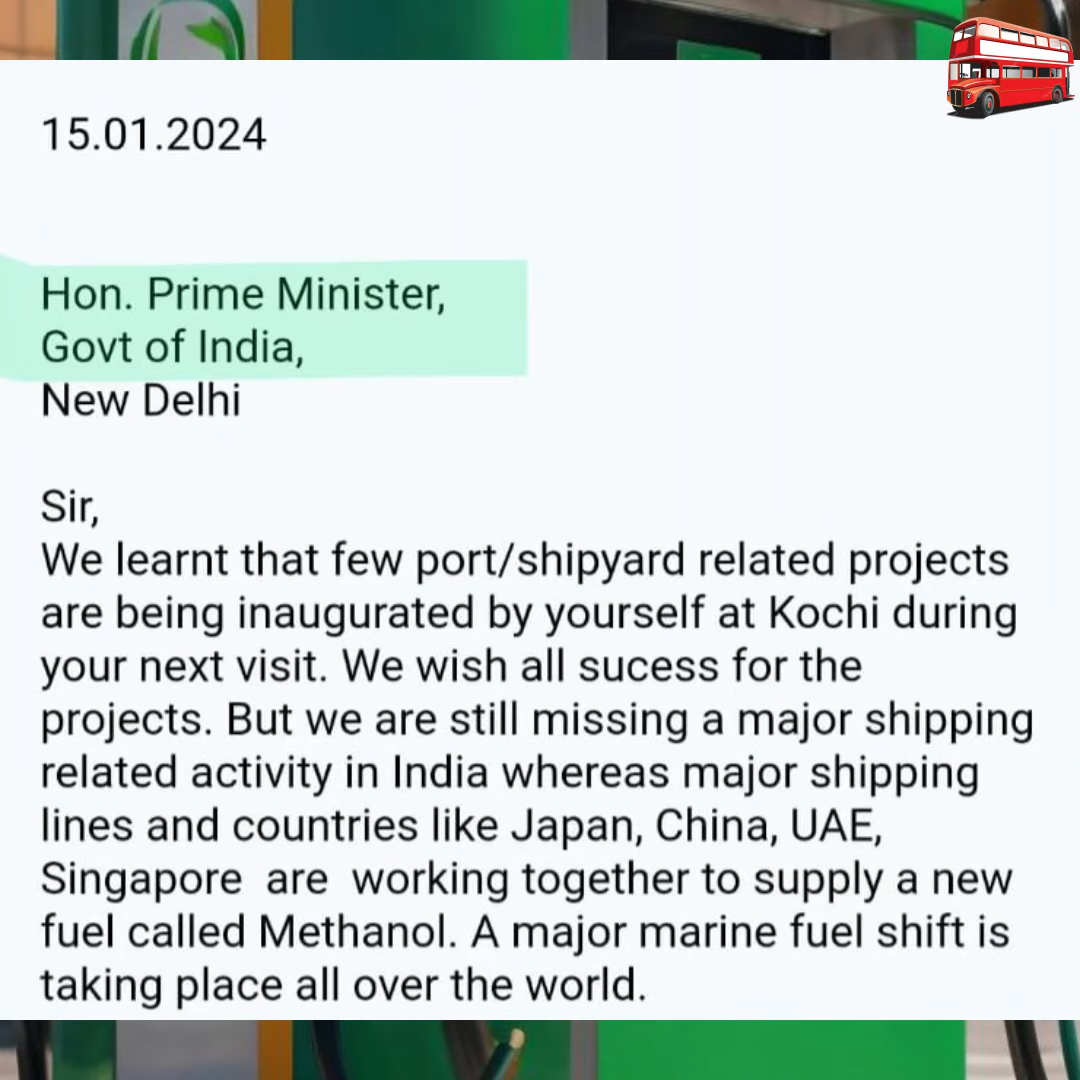 15.01.2024
Hon. Prime Minister,
Govt of India,
New Delhi
Sir,
We learnt that few port/shipyard related projects
are being inaugurated by yourself at Kochi during
your next visit. We wish all sucess for the
projects. But we are still missing a major shipping
related activity in India whereas major shipping
lines and countries like Japan, China, UAE,
Singapore  are  working together to supply a new
fuel called Methanol. A major marine fuel shift is
taking place all over the world.